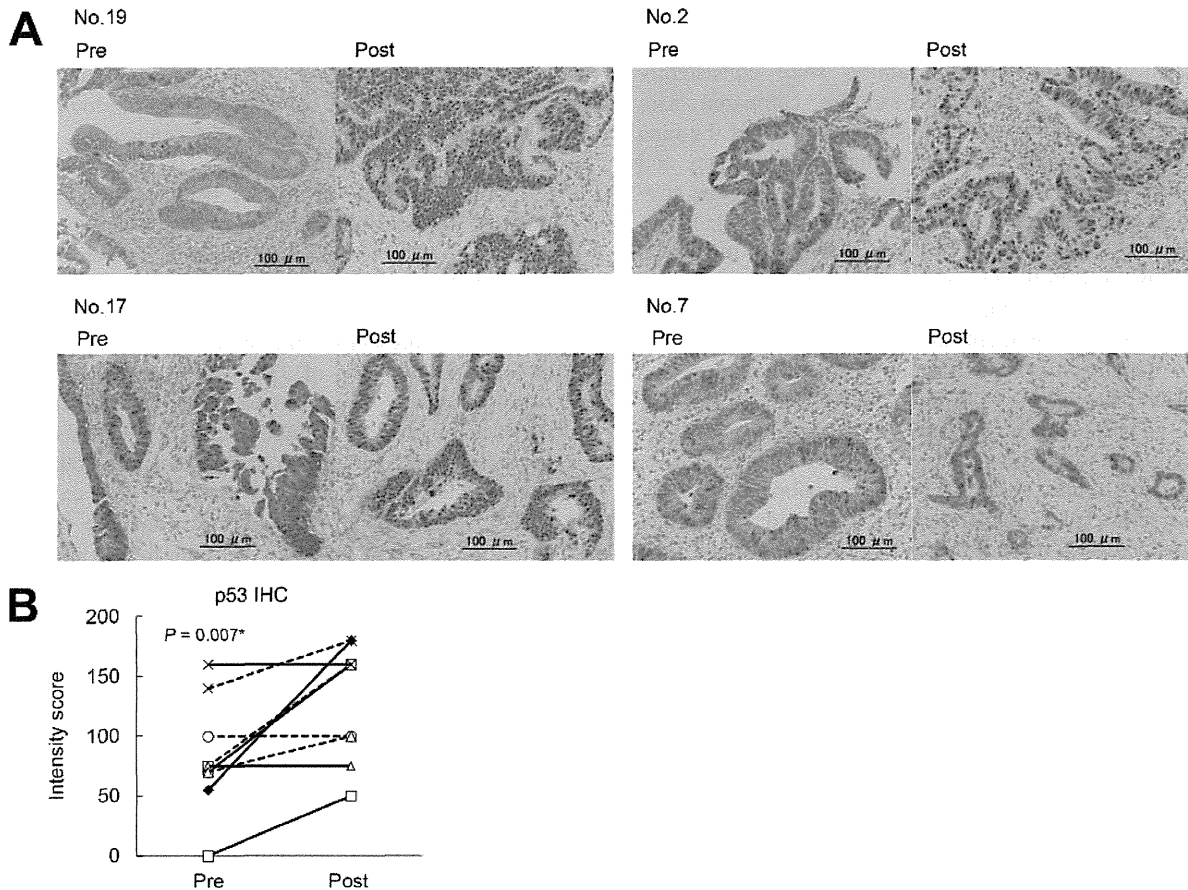 A
No.19
Pre Post
100 μm 100 μm
No.2
Pre Post
100 μm 100 μm
No.17
Pre Post
100 μm 100 μm
No.7
Pre Post
100 μm 100 μm
B
p53 IHC
P = 0.007*
Intensity score
200
150
100
50
0
Pre Post